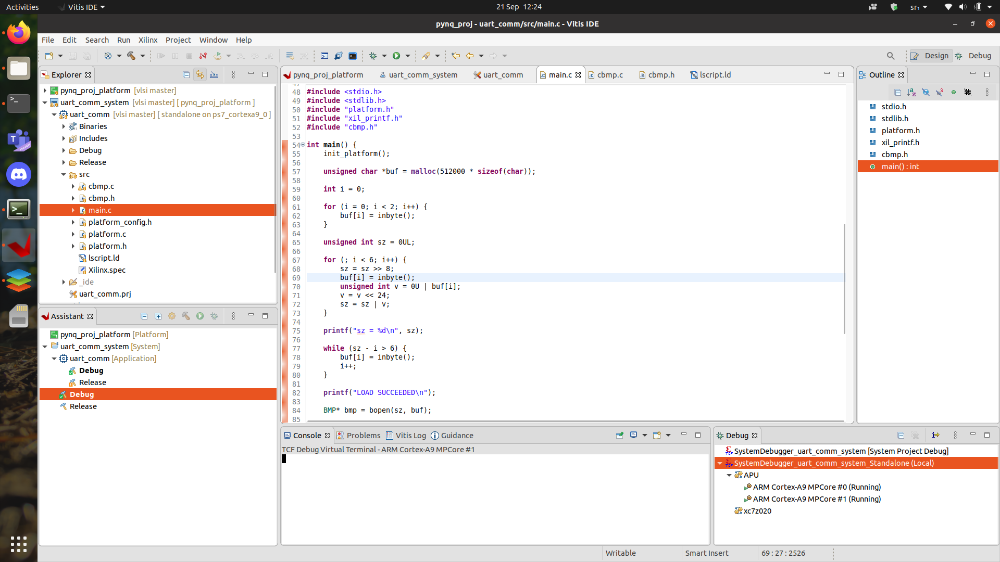 Activities
Vitis IDE
21 Sep 12:24
sr₁
pynq_proj - uart_comm/src/main.c - Vitis IDE
File Edit Search Run Xilinx Project Window Help
Design
Debug
Explorer
pynq_proj_platform [vlsi master]
uart_comm_system [vlsi master] [ pynq_proj_platform ]
uart_comm [vlsi master] [ standalone on ps7_cortexa9_0 ]
Binaries
Includes
Debug
Release
src
cbmp.c
cbmp.h
main.c
platform_config.h
platform.c
platform.h
lscript.ld
Xilinx.spec
_ide
uart_comm.prj
Assistant
pynq_proj_platform [Platform]
uart_comm_system [System]
uart_comm [Application]
Debug
Release
Debug
Release
pynq_proj_platform uart_comm_system uart_comm main.c cbmp.c cbmp.h lscript.ld
48 #include <stdio.h>
49 #include <stdlib.h>
50 #include "platform.h"
51 #include "xil_printf.h"
52 #include "cbmp.h"
53
54 int main() {
55 init_platform();
56
57 unsigned char *buf = malloc(512000 * sizeof(char));
58
59 int i = 0;
60
61 for (i = 0; i < 2; i++) {
62 buf[i] = inbyte();
63 }
64
65 unsigned int sz = 0UL;
66
67 for (; i < 6; i++) {
68 sz = sz >> 8;
69 buf[i] = inbyte();
70 unsigned int v = 0U | buf[i];
71 v = v << 24;
72 sz = sz | v;
73 }
74
75 printf("sz = %d\n", sz);
76
77 while (sz - i > 6) {
78 buf[i] = inbyte();
79 i++;
80 }
81
82 printf("LOAD SUCCEEDED\n");
83
84 BMP* bmp = bopen(sz, buf);
85
Outline
stdio.h
stdlib.h
platform.h
xil_printf.h
cbmp.h
main() : int
Console Problems Vitis Log Guidance
TCF Debug Virtual Terminal - ARM Cortex-A9 MPCore #1
Debug
SystemDebugger_uart_comm_system [System Project Debug]
SystemDebugger_uart_comm_system_Standalone (Local)
APU
ARM Cortex-A9 MPCore #0 (Running)
ARM Cortex-A9 MPCore #1 (Running)
xc7z020
Writable
Smart Insert
69 : 27 : 2526